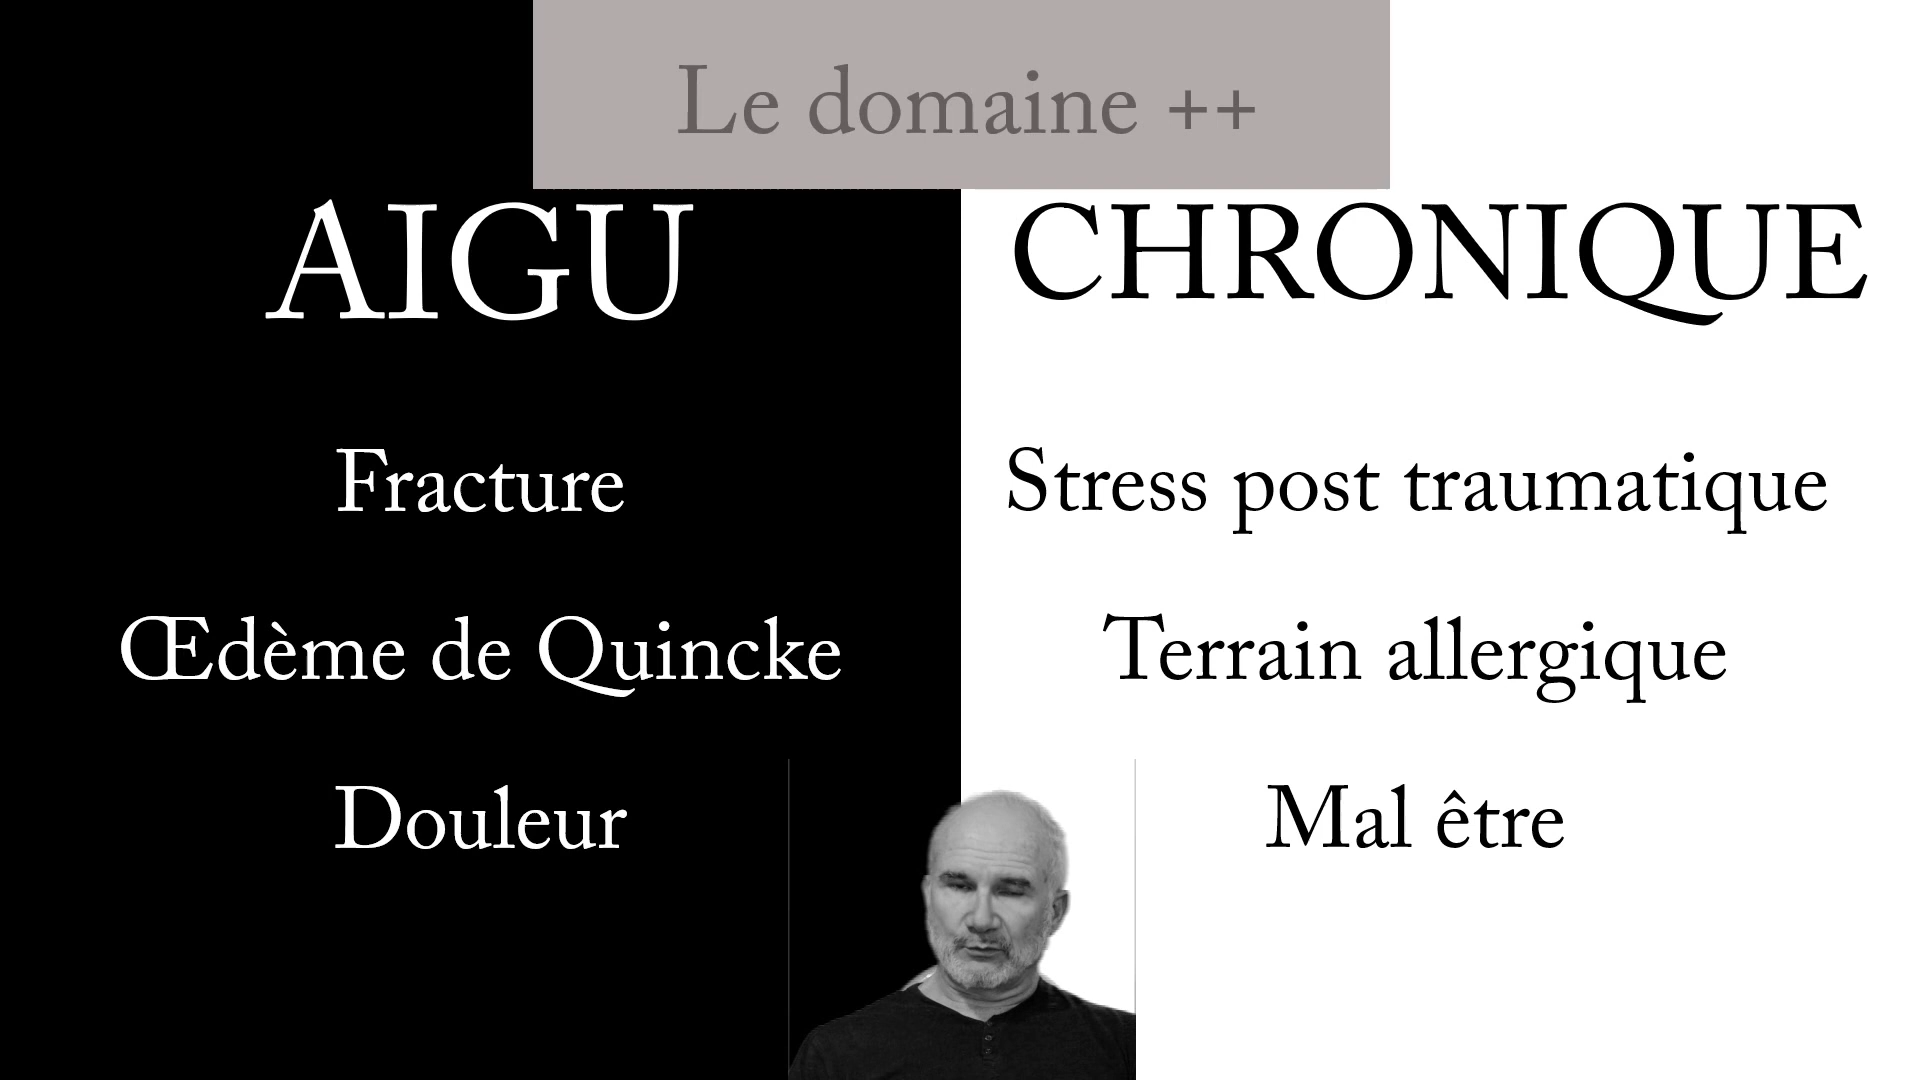 Le domaine ++
AIGU
Fracture
Œdème de Quincke
Douleur
CHRONIQUE
Stress post traumatique
Terrain allergique
Mal être